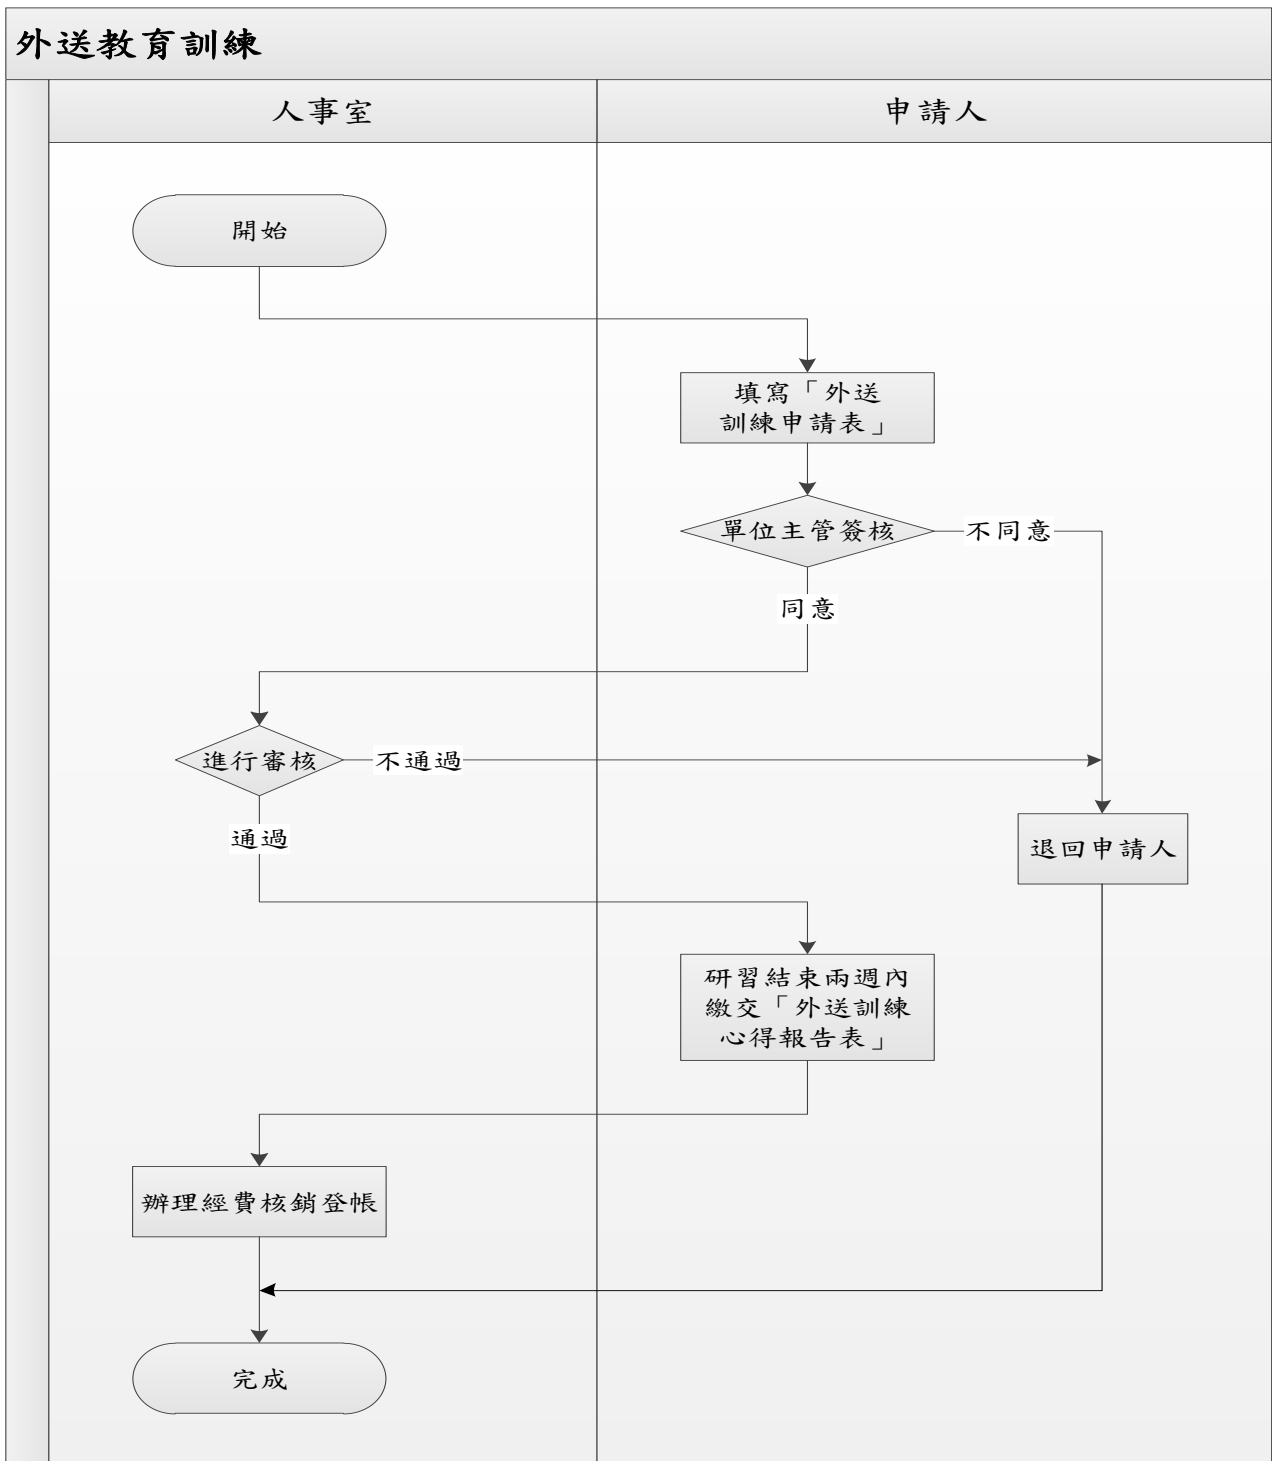 外送教育訓練
人事室
申請人
開始
填寫「外送
訓練申請表」
單位主管簽核
不同意
同意
進行審核
不通過
通過
退回申請人
研習結束兩週內
繳交「外送訓練
心得報告表」
辦理經費核銷登帳
完成